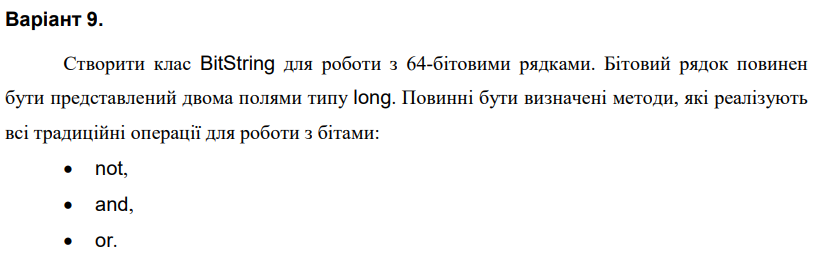 Варіант 9.
Створити клас BitString для роботи з 64-бітовими рядками. Бітовий рядок повинен
бути представлений двома полями типу long. Повинні бути визначені методи, які реалізують
всі традиційні операції для роботи з бітами:
• not,
• and,
• or.